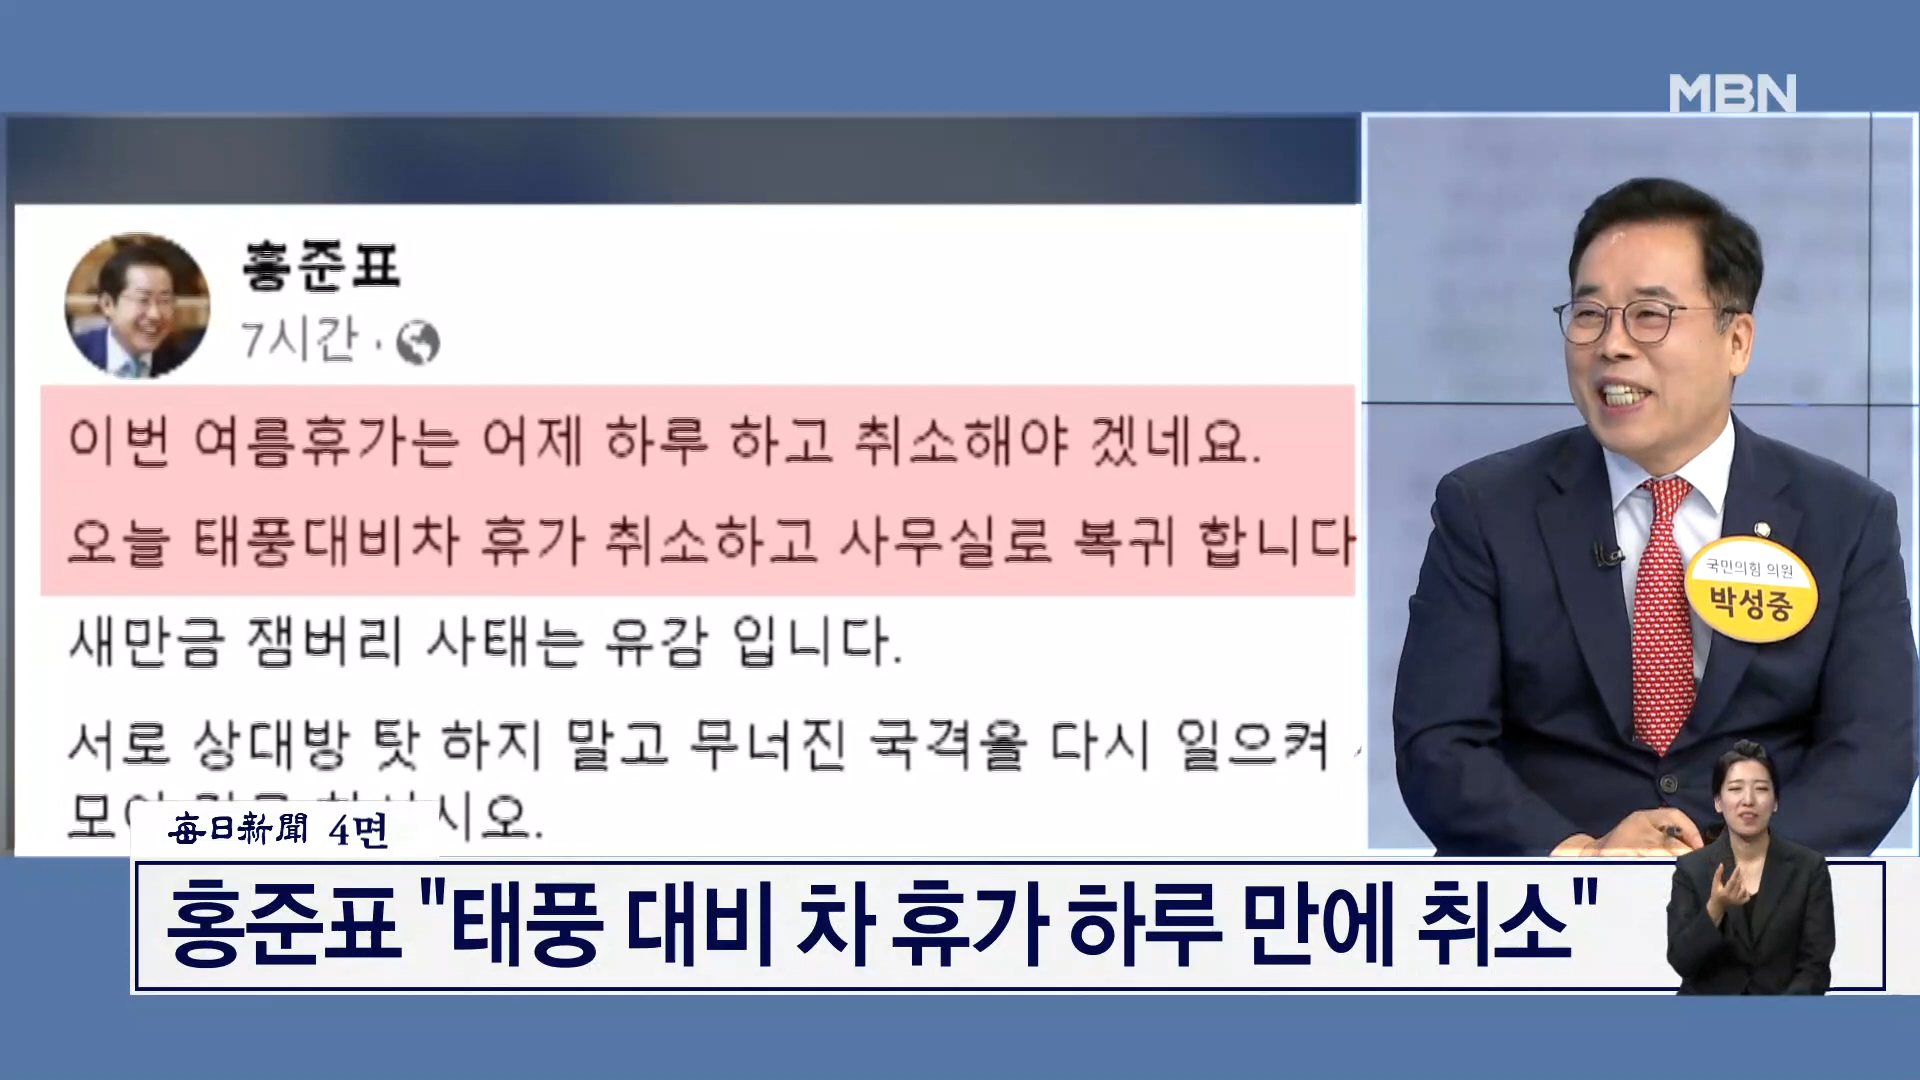 MBN
홍준표
7시간 ·
이번 여름휴가는 어제 하루 하고 취소해야 겠네요.
오늘 태풍대비차 휴가 취소하고 사무실로 복귀 합니다
새만금 잼버리 사태는 유감 입니다.
서로 상대방 탓 하지 말고 무너진 국격을 다시 일으켜
국민의힘 의원
박성중
每日新聞 4면
홍준표 "태풍 대비 차 휴가 하루 만에 취소"